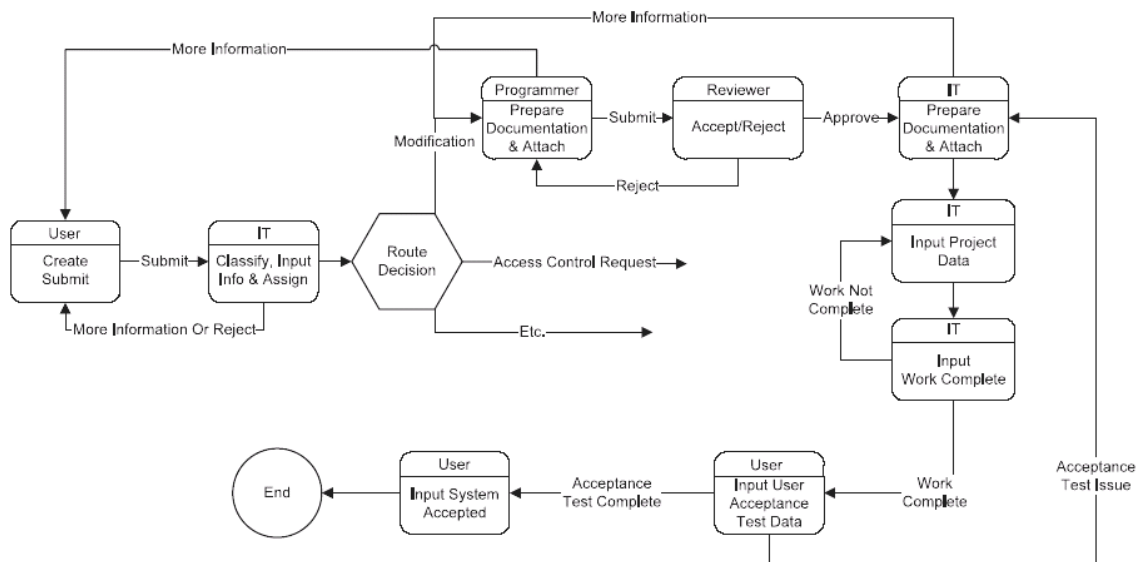 More Information
More Information
Programmer
Prepare
Documentation
& Attach
Submit
Reviewer
Accept/Reject
Approve
IT
Prepare
Documentation
& Attach
Modification
Reject
User
Create
Submit
Submit
IT
Classify, Input
Info & Assign
Route
Decision
Access Control Request
IT
Input Project
Data
More Information Or Reject
Etc.
Work Not
Complete
IT
Input
Work Complete
End
User
Input System
Accepted
Acceptance
Test Complete
User
Input User
Acceptance
Test Data
Work
Complete
Acceptance
Test Issue